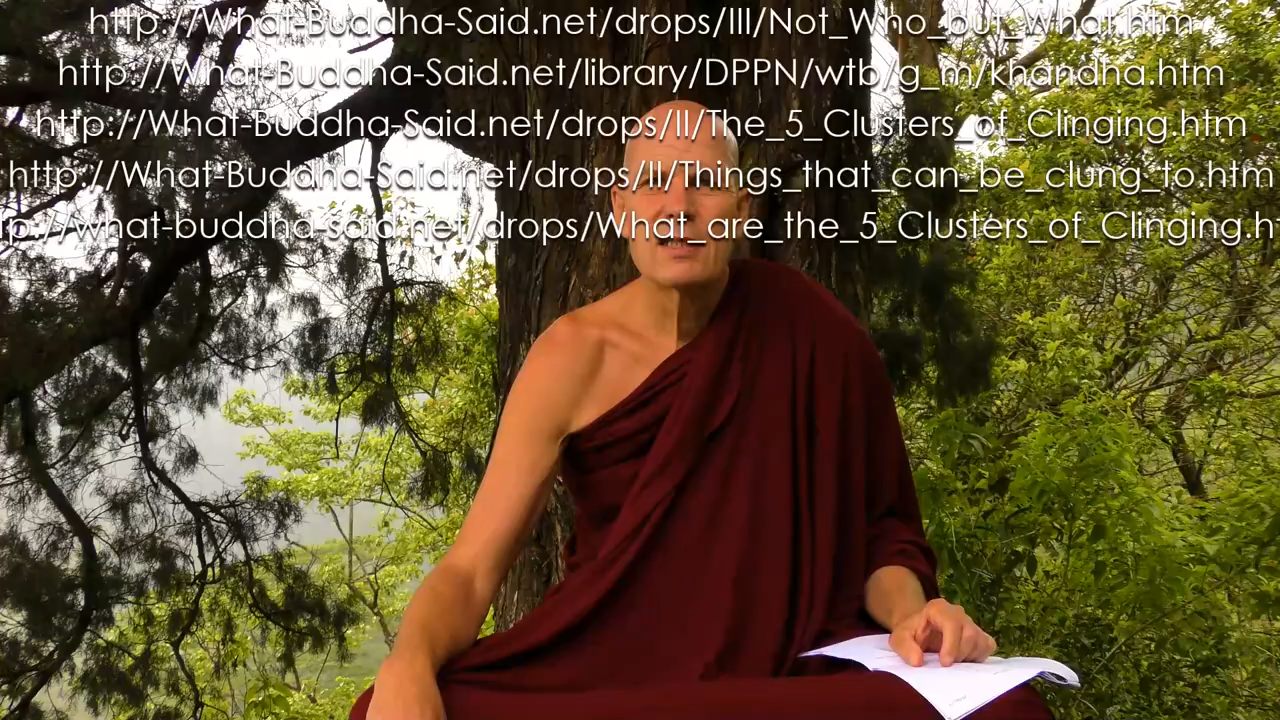 http://What-Buddha-Said.net/drops/III/Not_Who_but_What.htm
http://What-Buddha-Said.net/library/DPPN/wtb/g_m/khandha.htm
http://What-Buddha-Said.net/drops/II/The_5_Clusters_of_Clinging.htm
http://What-Buddha-Said.net/drops/II/Things_that_can_be_clung_to.htm
p://what-buddha-said.net/drops/What_are_the_5_Clusters_of_Clinging.h